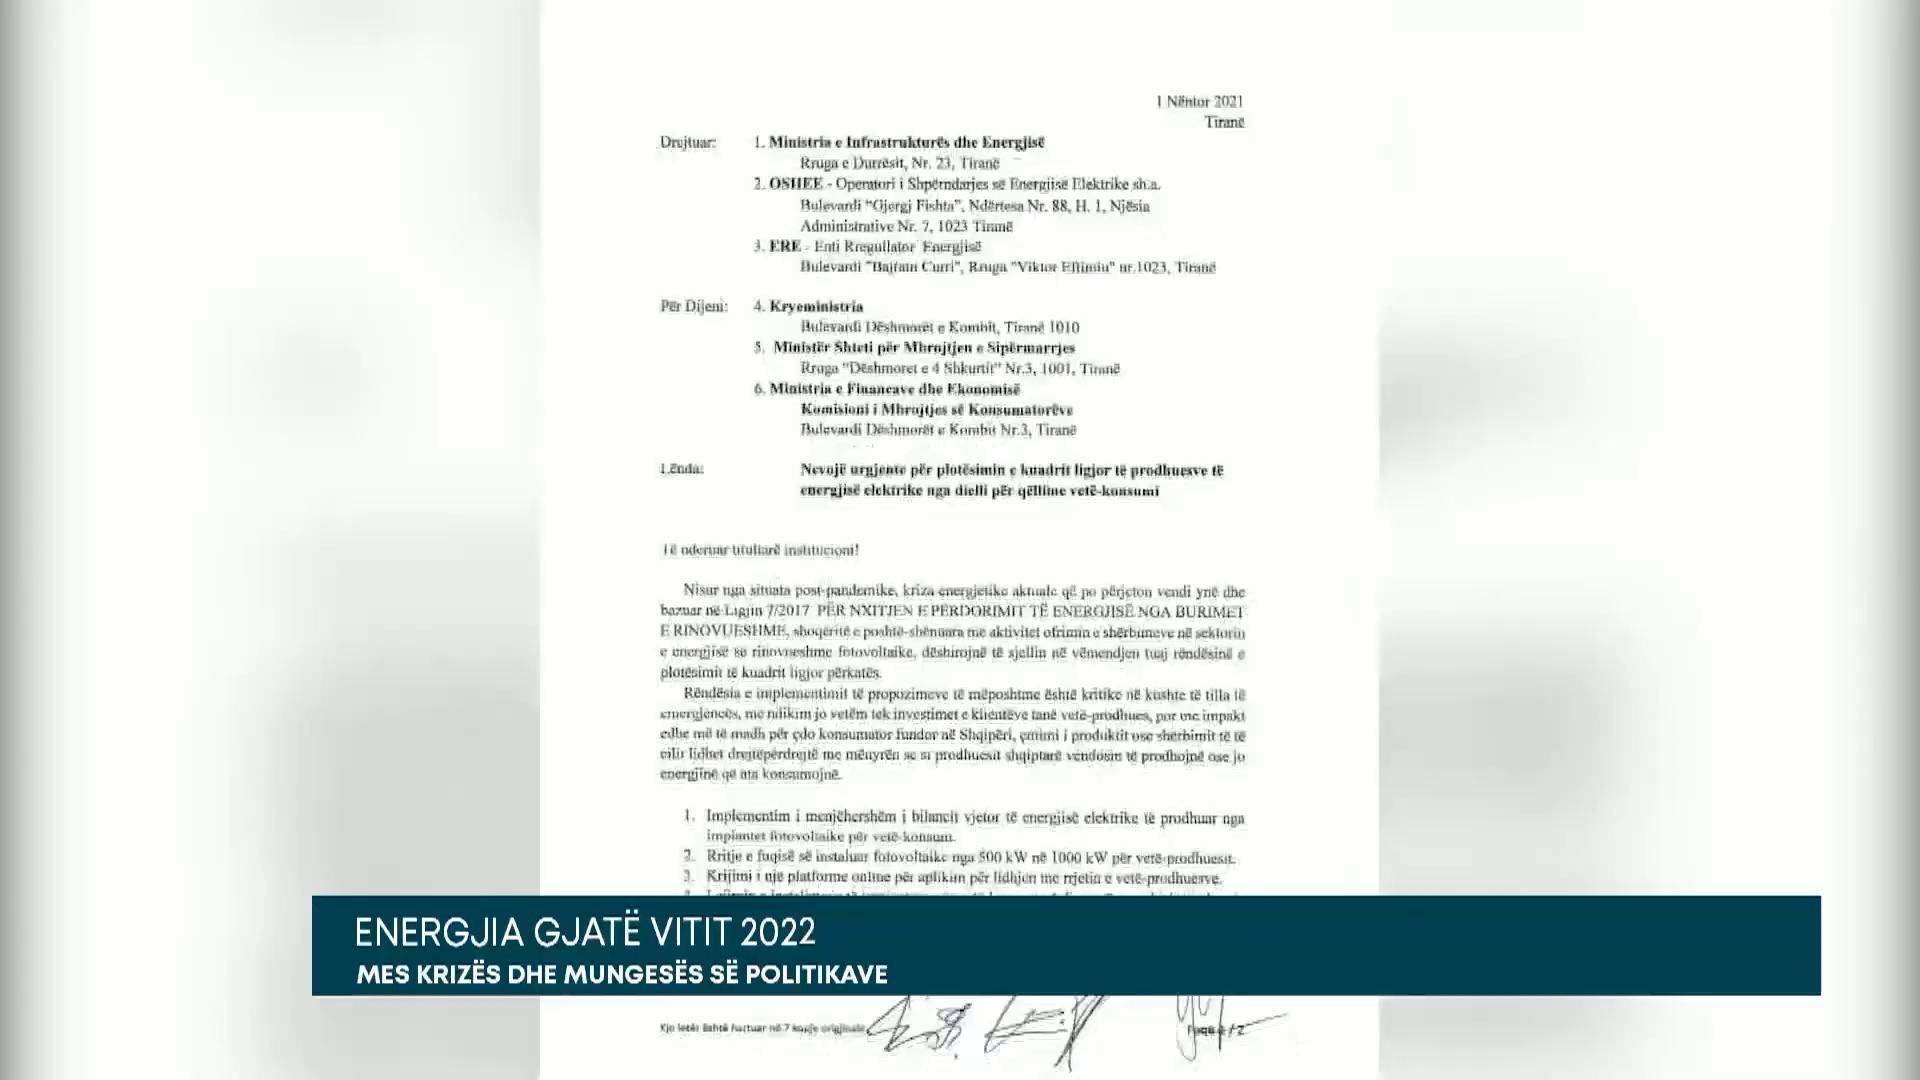 1 Nëntor 2021
Tiranë
Drejtuar: 1. Ministria e Infrastrukturës dhe Energjisë
Rruga e Durrësit, Nr. 23, Tiranë
2. OSHEE - Operatori i Shpërndarjes së Energjisë Elektrike sh.a.
Bulevardi "Gjergj Fishta", Ndërtesa Nr. 88, H. 1, Njësia
Administrative Nr. 7, 1023 Tiranë
3. ERE - Enti Rregullator Energjisë
Bulevardi "Bajram Curri", Rruga "Viktor Eftimiu" nr.1023, Tiranë
Për Dijeni: 4. Kryeministria
Bulevardi Dëshmorët e Kombit, Tiranë 1010
5. Ministër Shteti për Mbrojtjen e Sipërmarrjes
Rruga "Dëshmoret e 4 Shkurtit" Nr.3, 1001, Tiranë
6. Ministria e Financave dhe Ekonomisë
Komisioni i Mbrojtjes së Konsumatorëve
Bulevardi Dëshmorët e Kombit Nr.3, Tiranë
Lënda: Nevojë urgjente për plotësimin e kuadrit ligjor të prodhuesve të
energjisë elektrike nga dielli për qëllime vetë-konsumi
Të nderuar titullarë institucioni!
Nisur nga situata post-pandemike, kriza energjetike aktuale që po përjeton vendi ynë dhe
bazuar në Ligjin 7/2017 PËR NXITJEN E PËRDORIMIT TË ENERGJISË NGA BURIMET
E RINOVUESHME, shoqëritë e poshtë-shënuara me aktivitet ofrimin e shërbimeve në sektorin
e energjisë së rinovueshme fotovoltaike, dëshirojnë të sjellin në vëmendjen tuaj rëndësinë e
plotësimit të kuadrit ligjor përkatës.
Rëndësia e implementimit të propozimeve të mëposhtme është kritike në kushte të tilla të
emergjencës, me ndikim jo vetëm tek investimet e klientëve tanë vetë-prodhues, por me impakt
edhe më të madh për çdo konsumator fundor në Shqipëri, çmimi i produktit ose shërbimit të të
cilit lidhet drejtëpërdrejtë me mënyrën se si prodhuesit shqiptarë vendosin të prodhojnë ose jo
energjinë që ata konsumojnë.
1. Implementim i menjëhershëm i bilancit vjetor të energjisë elektrike të prodhuar nga
impiantet fotovoltaike për vetë-konsum.
2. Rritje e fuqisë së instaluar fotovoltaike nga 500 kW në 1000 kW për vetë-prodhuesit.
3. Krijimi i një platforme online për aplikim për lidhjen me rrjetin e vetë-prodhuesve.
ENERGJIA GJATË VITIT 2022
MES KRIZËS DHE MUNGESËS SË POLITIKAVE
Kjo letër është hartuar në 7 kopje origjinale